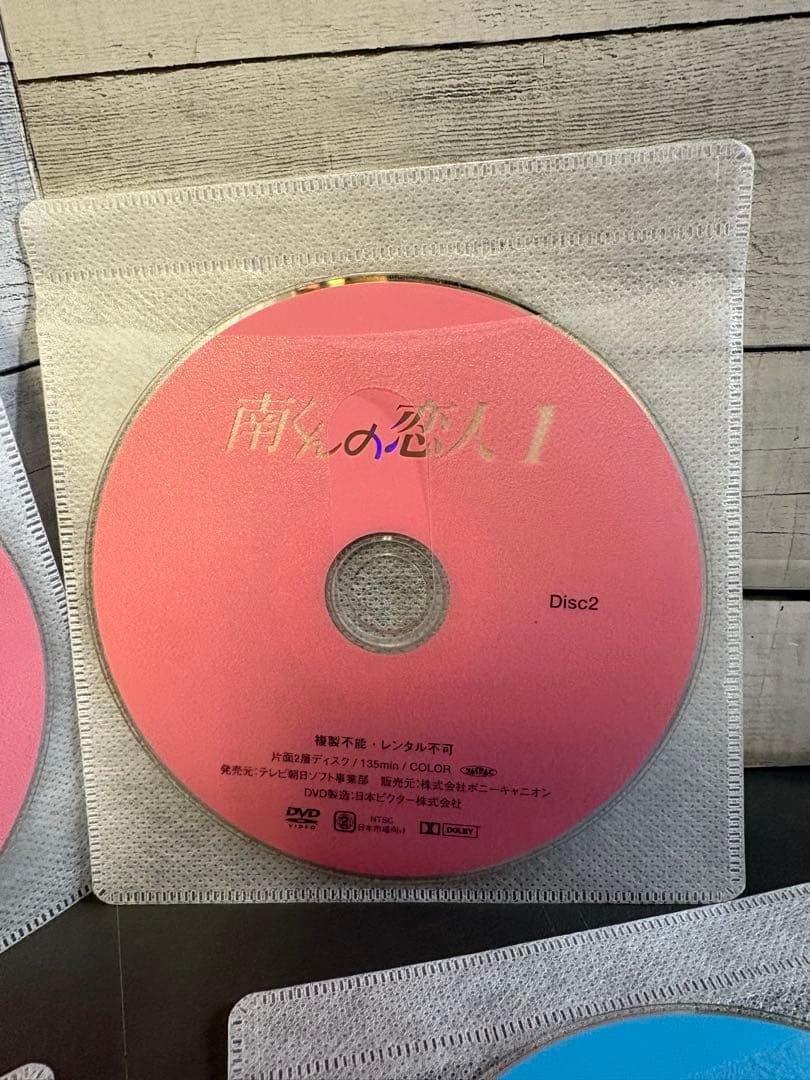 南くんの恋人 1
Disc2
複製不能・レンタル不可
片面2層ディスク/135min/COLOR
発売元:テレビ朝日ソフト事業部 販売元:株式会社ポニーキャニオン
DVD製造:日本ビクター株式会社
DVD VIDEO 2 NTSC 日本市場向け DOLBY